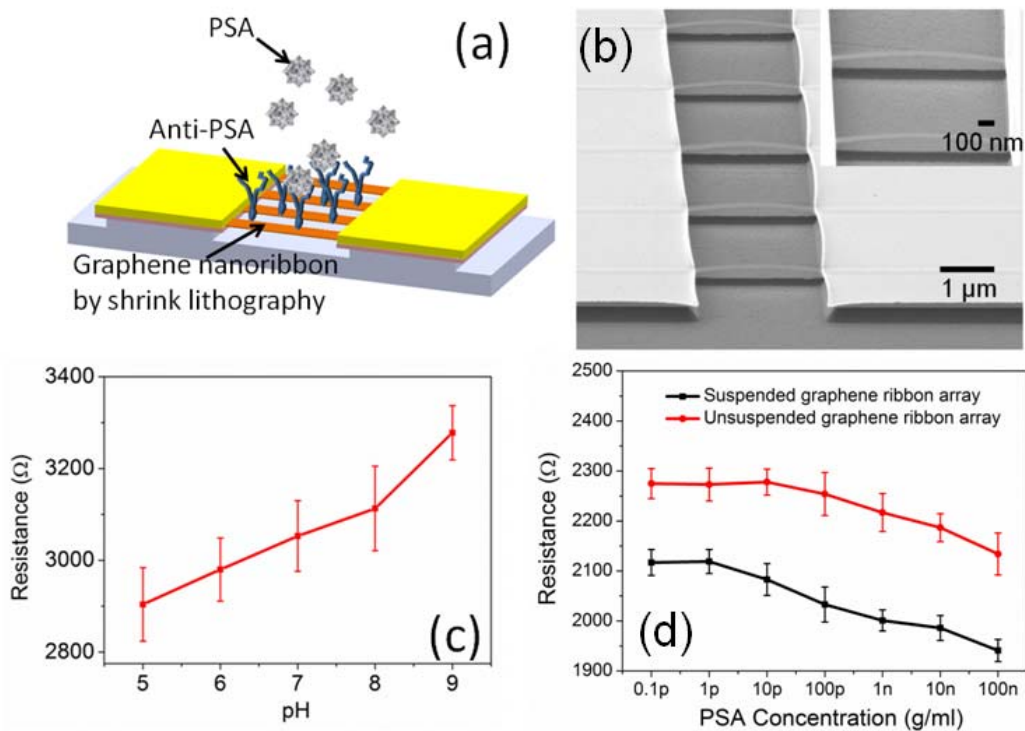 (a)
PSA
Anti-PSA
Graphene nanoribbon
by shrink lithography
(b)
100 nm
1 µm
3400
3200
3000
2800
Resistance (Ω)
5 6 7 8 9
pH
(c)
2500
2400
2300
2200
2100
2000
1900
Resistance (Ω)
Suspended graphene ribbon array
Unsuspended graphene ribbon array
(d)
0.1p 1p 10p 100p 1n 10n 100n
PSA Concentration (g/ml)